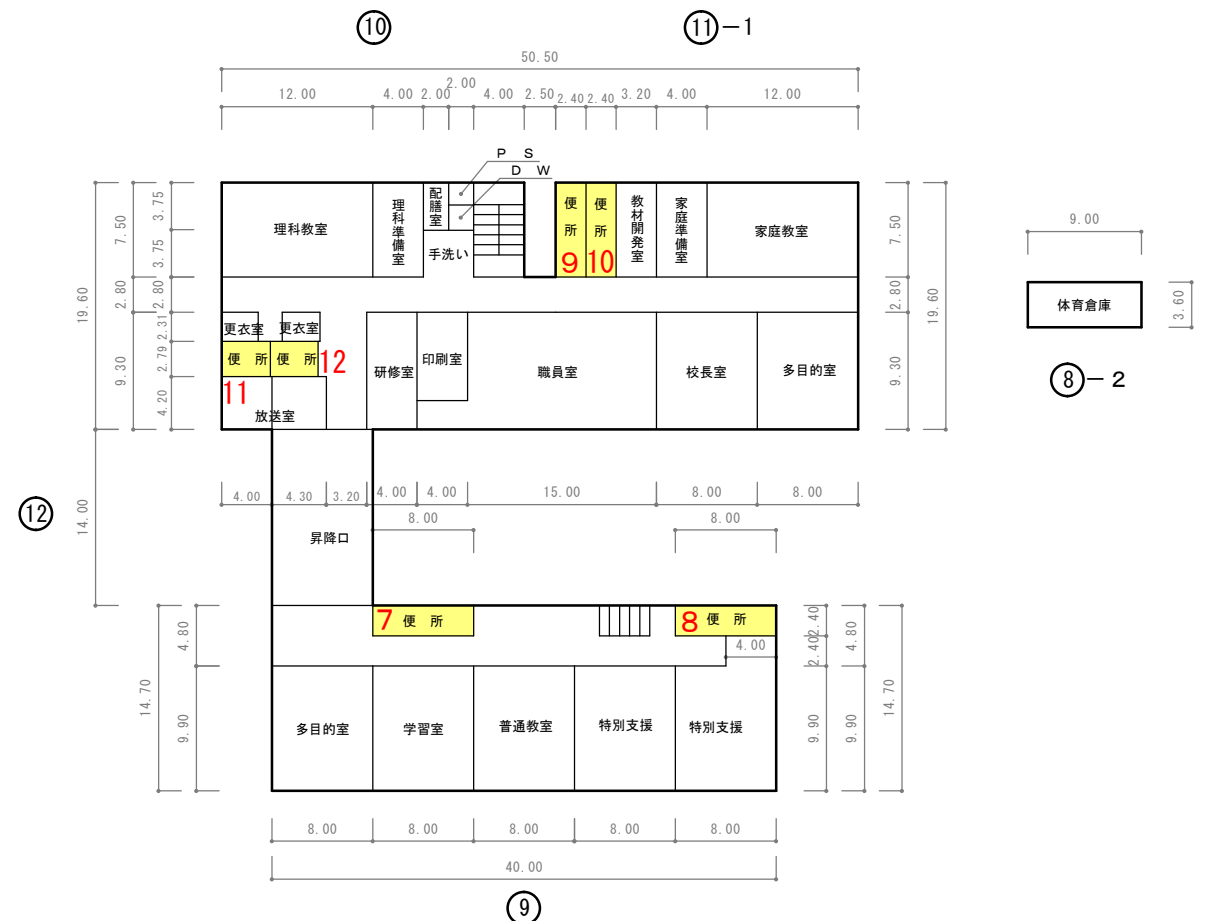 ⑩
⑪－1
50.50
2.00
12.00 4.00 2.00 4.00 2.50 2.40 2.40 3.20 4.00 12.00
P S
D W
理科教室
理科準備室
配膳室
手洗い
便所
9
便所
10
教材開発室
家庭準備室
家庭教室
3.75
3.75
7.50
2.80
2.80
2.31
2.79
4.20
9.30
19.60
7.50
2.80
9.30
19.60
9.00
体育倉庫
3.60
⑧－2
更衣室
更衣室
便 所
便 所
12
11
放送室
研修室
印刷室
職員室
校長室
多目的室
4.00 4.30 3.20 4.00 4.00 15.00 8.00 8.00
8.00
8.00
⑫
14.00
昇降口
7 便 所
8 便 所
4.00
4.80
9.90
14.70
2.40
2.40
9.90
4.80
9.90
14.70
多目的室
学習室
普通教室
特別支援
特別支援
8.00 8.00 8.00 8.00 8.00
40.00
⑨